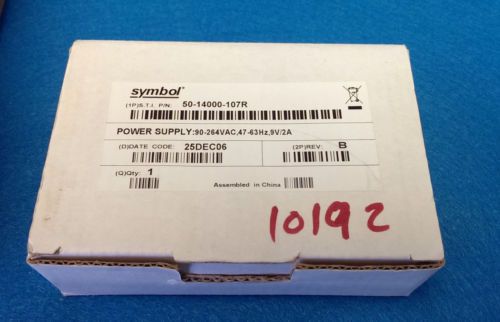 symbol®
(1P)S.T.I. P/N: 50-14000-107R
POWER SUPPLY:90-264VAC,47-63Hz,9V/2A
(D)DATE CODE: 25DEC06
(2P)REV: B
(Q)Qty: 1
Assembled in China
10192